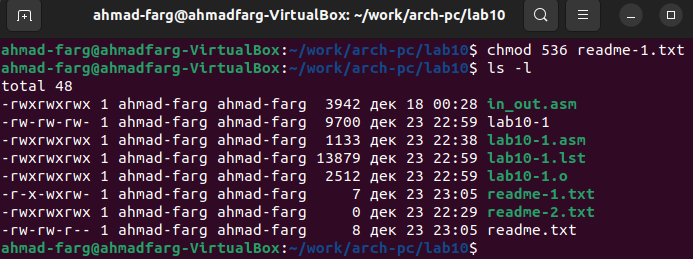 ahmad-farg@ahmadfarg-VirtualBox: ~/work/arch-pc/lab10
ahmad-farg@ahmadfarg-VirtualBox:~/work/arch-pc/lab10$ chmod 536 readme-1.txt
ahmad-farg@ahmadfarg-VirtualBox:~/work/arch-pc/lab10$ ls -l
total 48
-rwxrwxrwx 1 ahmad-farg ahmad-farg  3942 дек 18 00:28 in_out.asm
-rw-rw-rw- 1 ahmad-farg ahmad-farg  9700 дек 23 22:59 lab10-1
-rwxrwxrwx 1 ahmad-farg ahmad-farg  1133 дек 23 22:38 lab10-1.asm
-rwxrwxrwx 1 ahmad-farg ahmad-farg 13879 дек 23 22:59 lab10-1.lst
-rwxrwxrwx 1 ahmad-farg ahmad-farg  2512 дек 23 22:59 lab10-1.o
-r-x-wxrw- 1 ahmad-farg ahmad-farg     7 дек 23 23:05 readme-1.txt
-rwxrwxrwx 1 ahmad-farg ahmad-farg     0 дек 23 22:29 readme-2.txt
-rw-rw-r-- 1 ahmad-farg ahmad-farg     8 дек 23 23:05 readme.txt
ahmad-farg@ahmadfarg-VirtualBox:~/work/arch-pc/lab10$